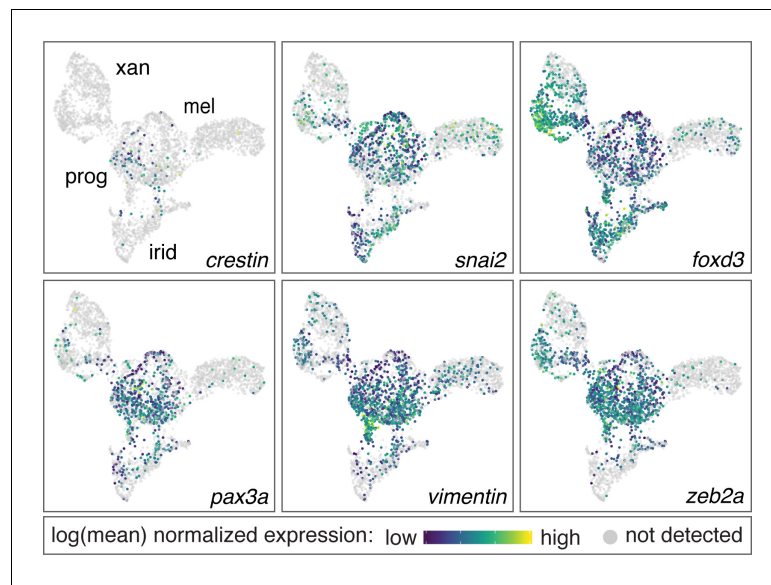 xan
mel
prog
irid
crestin
snai2
foxd3
pax3a
vimentin
zeb2a
log(mean) normalized expression: low high not detected